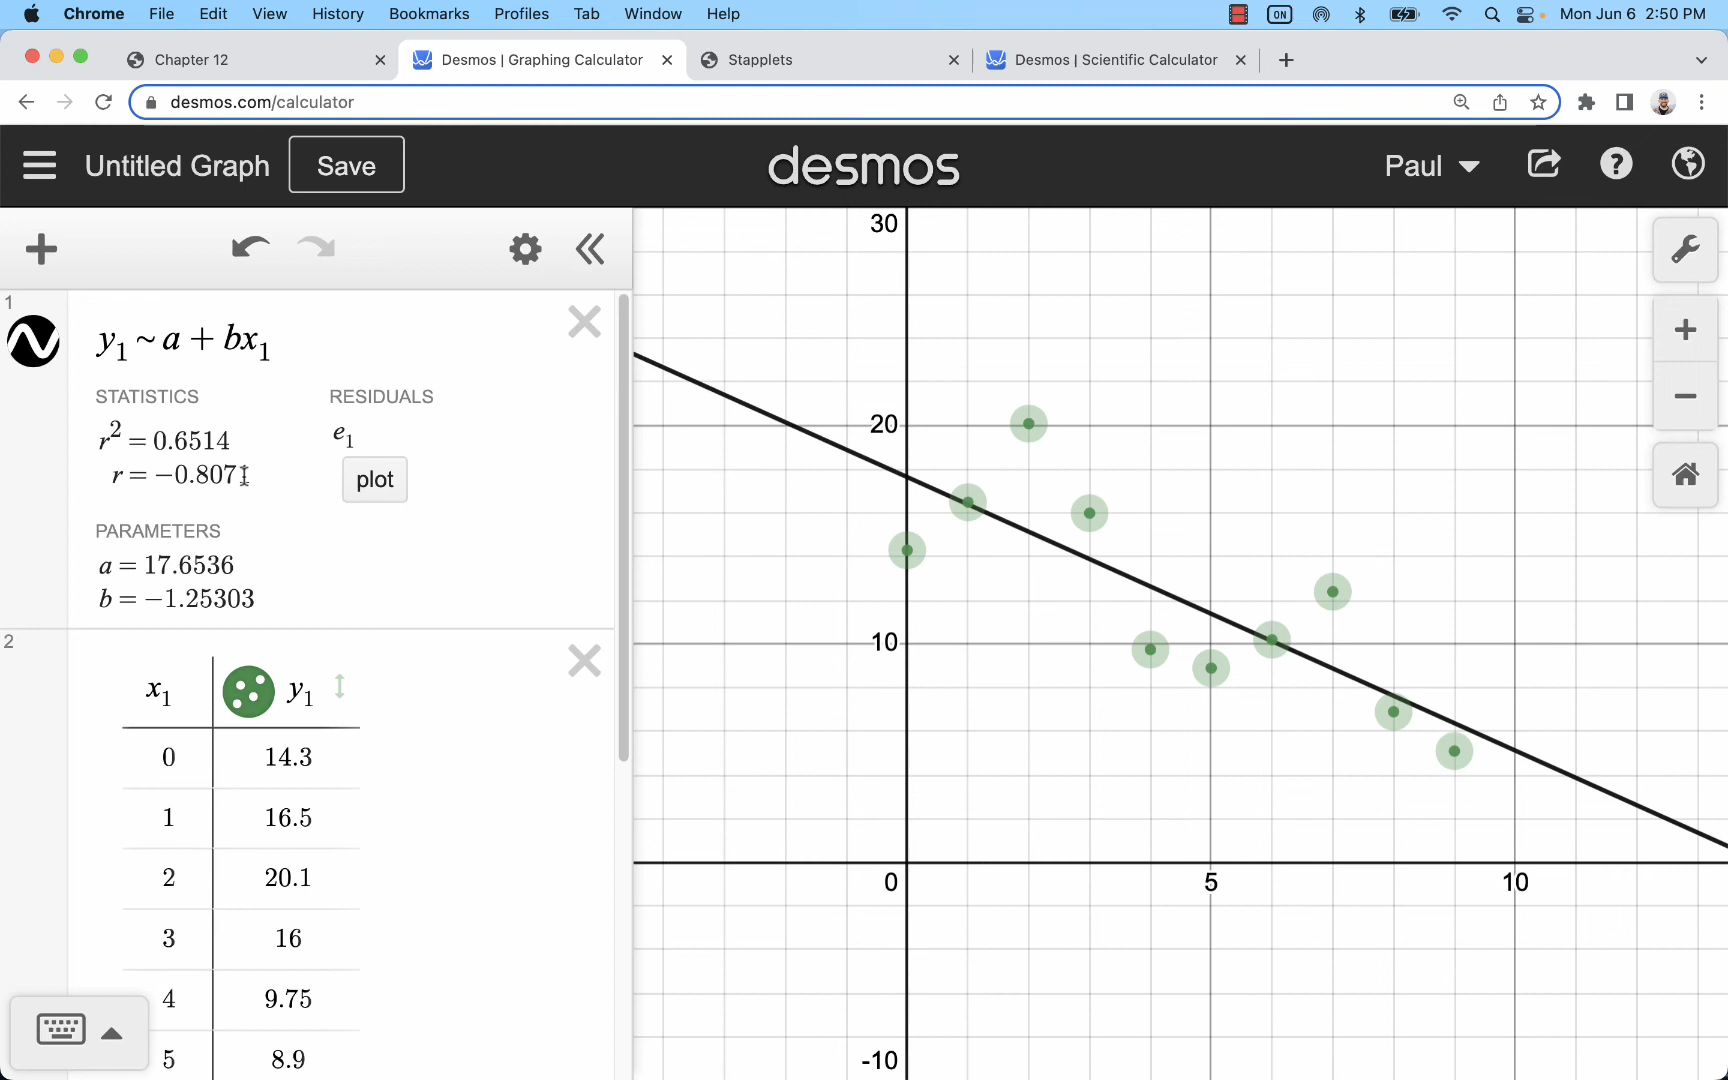 Chrome File Edit View History Bookmarks Profiles Tab Window Help ON Mon Jun 6 2:50 PM
Chapter 12 Desmos | Graphing Calculator Stapplets Desmos | Scientific Calculator
desmos.com/calculator
Untitled Graph Save desmos Paul
1
y₁ ~ a + bx₁
STATISTICS RESIDUALS
r² = 0.6514 e₁
r = −0.8071 plot
PARAMETERS
a = 17.6536
b = −1.25303
2
x₁ y₁
0 14.3
1 16.5
2 20.1
3 16
4 9.75
5 8.9
30
20
10
0 5 10
-10